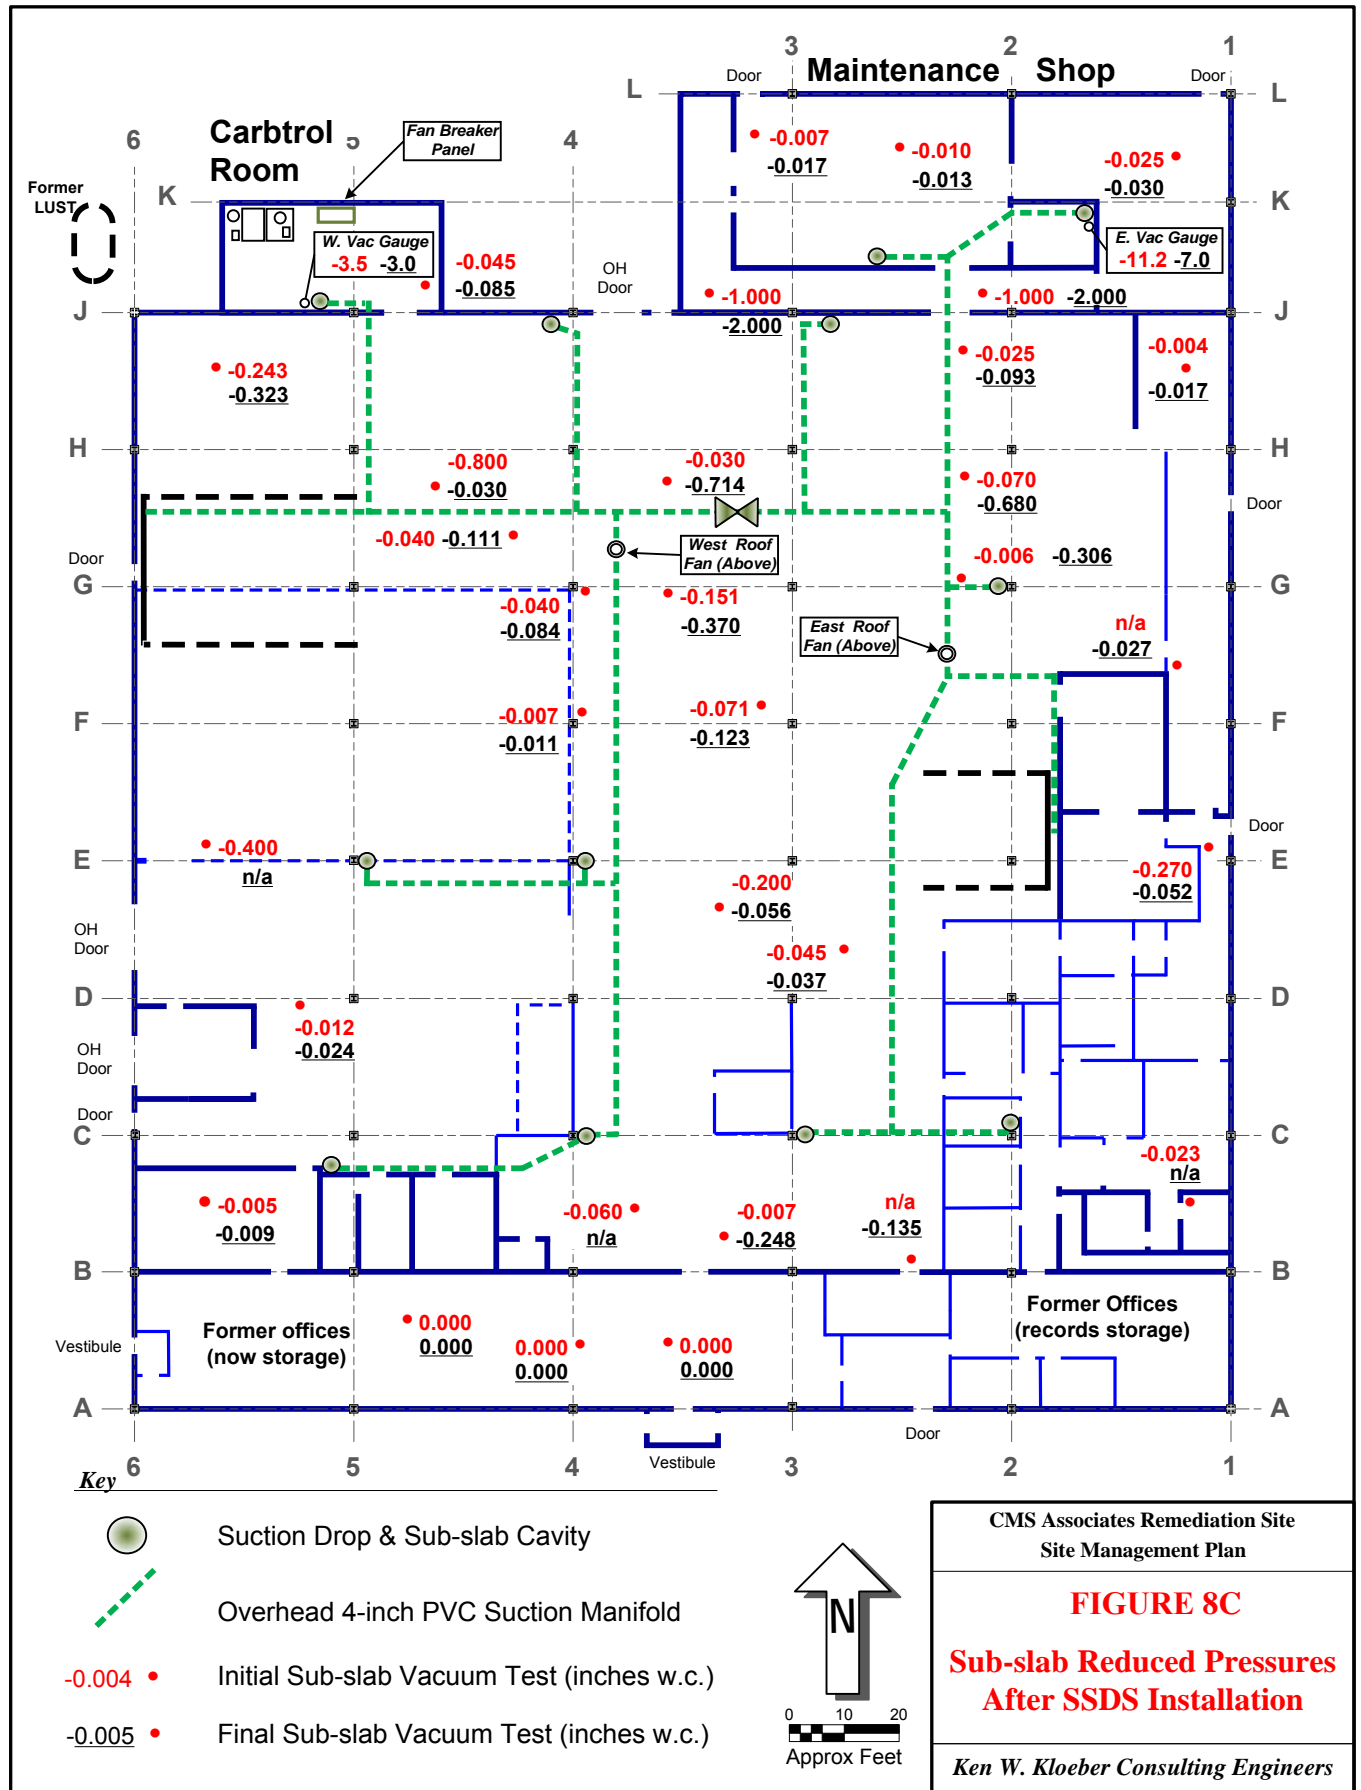 3
2
1
Door
Maintenance Shop
Door
L
L
Carbtrol
Room
6
5
4
Fan Breaker
Panel
-0.007
-0.017
-0.010
-0.013
-0.025
-0.030
Former
LUST
K
K
W. Vac Gauge
-3.5 -3.0
E. Vac Gauge
-11.2 -7.0
-0.045
-0.085
OH
Door
-1.000
-2.000
-1.000 -2.000
J
J
-0.243
-0.323
-0.025
-0.093
-0.004
-0.017
H
H
-0.800
-0.030
-0.030
-0.714
-0.070
-0.680
Door
-0.040 -0.111
West Roof
Fan (Above)
-0.006 -0.306
Door
G
G
-0.040
-0.084
-0.151
-0.370
East Roof
Fan (Above)
n/a
-0.027
F
F
-0.007
-0.011
-0.071
-0.123
Door
-0.400
n/a
E
E
-0.270
-0.052
-0.200
-0.056
OH
Door
-0.045
-0.037
D
D
-0.012
-0.024
OH
Door
Door
C
C
-0.023
n/a
-0.005
-0.009
-0.060
n/a
-0.007
-0.248
n/a
-0.135
B
B
Former offices
(now storage)
0.000
0.000
0.000
0.000
0.000
0.000
Former Offices
(records storage)
Vestibule
A
A
Door
Vestibule
6
5
4
3
2
1
Key
Suction Drop & Sub-slab Cavity
Overhead 4-inch PVC Suction Manifold
-0.004 Initial Sub-slab Vacuum Test (inches w.c.)
-0.005 Final Sub-slab Vacuum Test (inches w.c.)
N
0 10 20
Approx Feet
CMS Associates Remediation Site
Site Management Plan
FIGURE 8C
Sub-slab Reduced Pressures
After SSDS Installation
Ken W. Kloeber Consulting Engineers